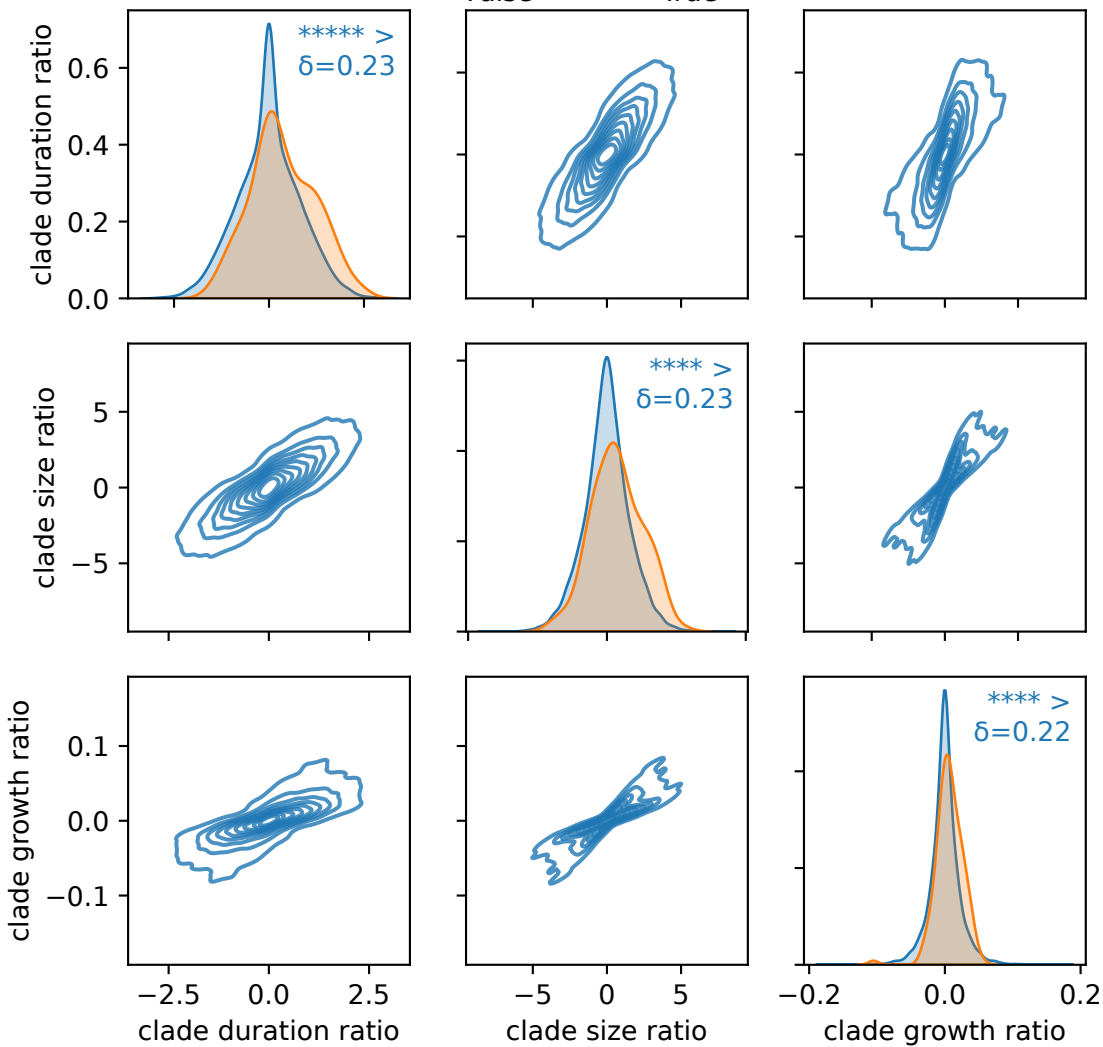 clade duration ratio
0.6
0.4
0.2
0.0
***** >
δ=0.23
clade size ratio
5
0
−5
**** >
δ=0.23
clade growth ratio
0.1
0.0
−0.1
**** >
δ=0.22
−2.5 0.0 2.5
−5 0 5
−0.2 0.0 0.2
clade duration ratio
clade size ratio
clade growth ratio